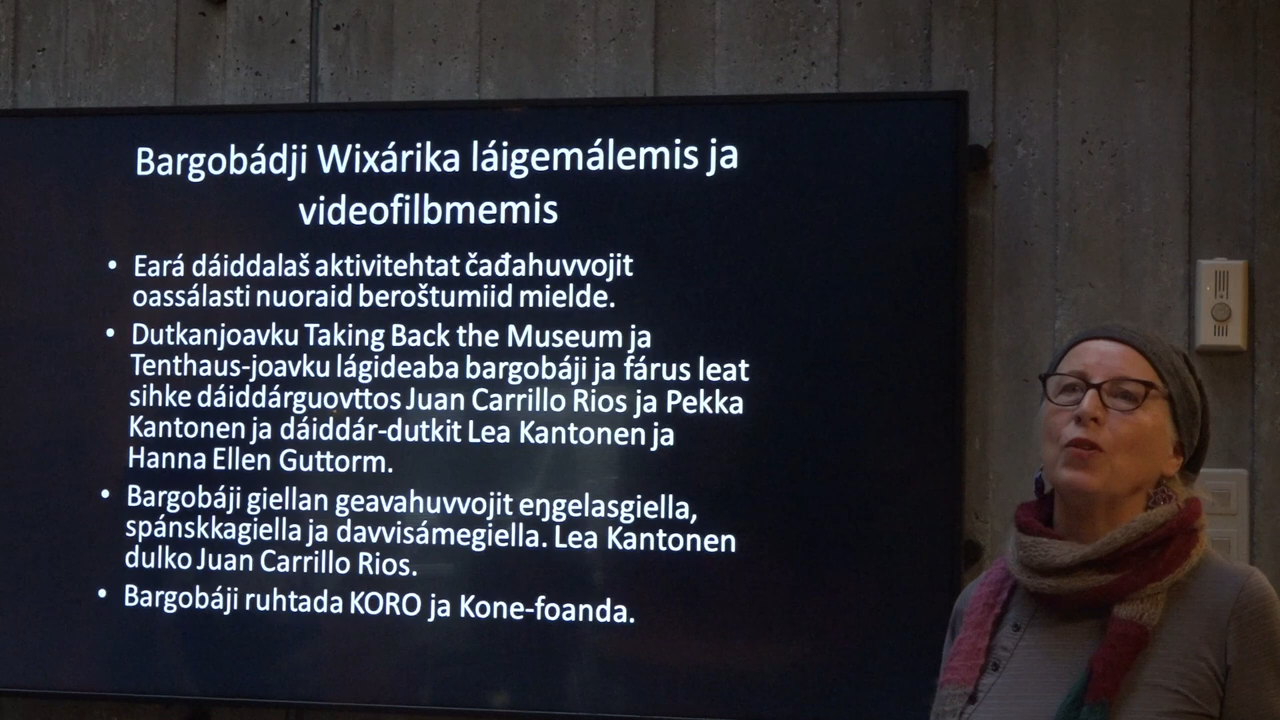 Bargobádji Wixárika láigemálemis ja
videofilbmemis
• Eará dáiddalaš aktivitehtat čađahuvvojit
oassálasti nuoraid beroštumiid mielde.
• Dutkanjoavku Taking Back the Museum ja
Tenthaus-joavku lágideaba bargobáji ja fárus leat
sihke dáiddárguovttos Juan Carrillo Rios ja Pekka
Kantonen ja dáiddár-dutkit Lea Kantonen ja
Hanna Ellen Guttorm.
• Bargobáji giellan geavahuvvojit eŋgelasgiella,
spánskkagiella ja davvisámegiella. Lea Kantonen
dulko Juan Carrillo Rios.
• Bargobáji ruhtada KORO ja Kone-foanda.